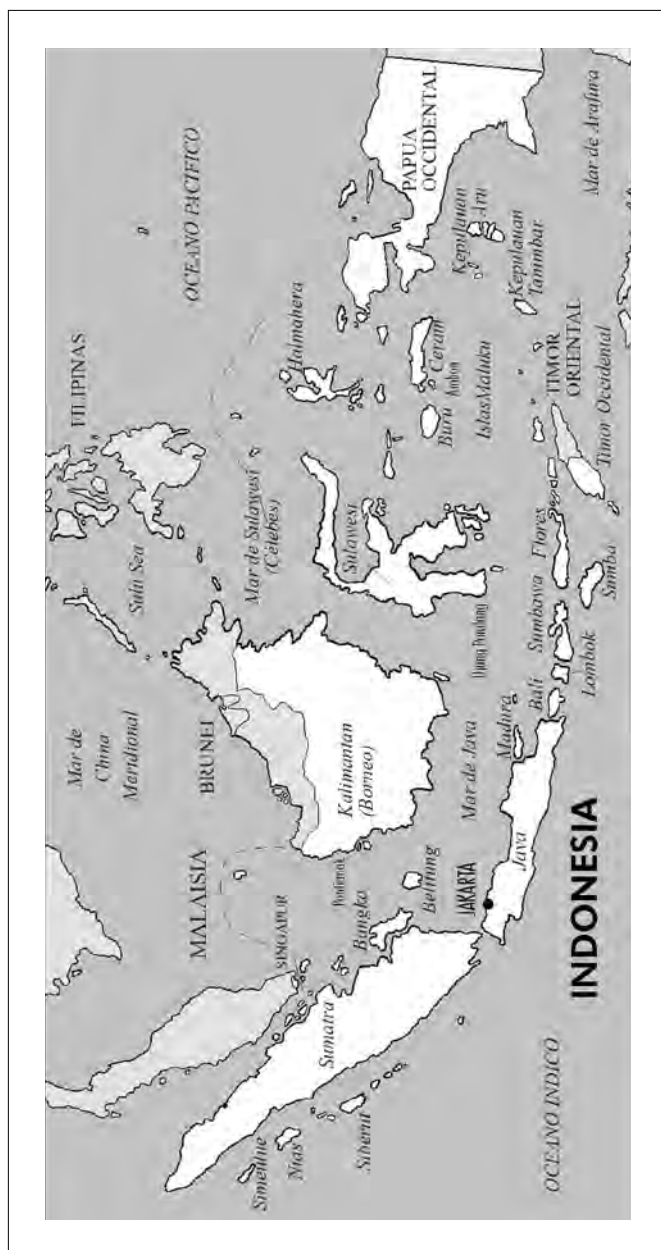 FILIPINAS
Mar de
China
Meridional
Sulu Sea
OCEANO PACIFICO
BRUNEI
MALAISIA
Mar de Sulawesi
(Célebes)
SINGAPUR
Halmahera
Simeulue
Nias
Sumatra
Siberut
Pontianak
Kalimantan
(Borneo)
Sulawesi
Bangka
Belitung
PAPUA
OCCIDENTAL
Ceram
Buru
Ambon
Kepulauan
Aru
JAKARTA
Mar de Java
Ujung Pandang
Islas Maluku
Madura
Java
Bali
Sumbawa
Flores
Kepulauan
Tanimbar
TIMOR
ORIENTAL
Lombok
Sumba
Timor Occidental
Mar de Arafura
OCEANO INDICO
INDONESIA